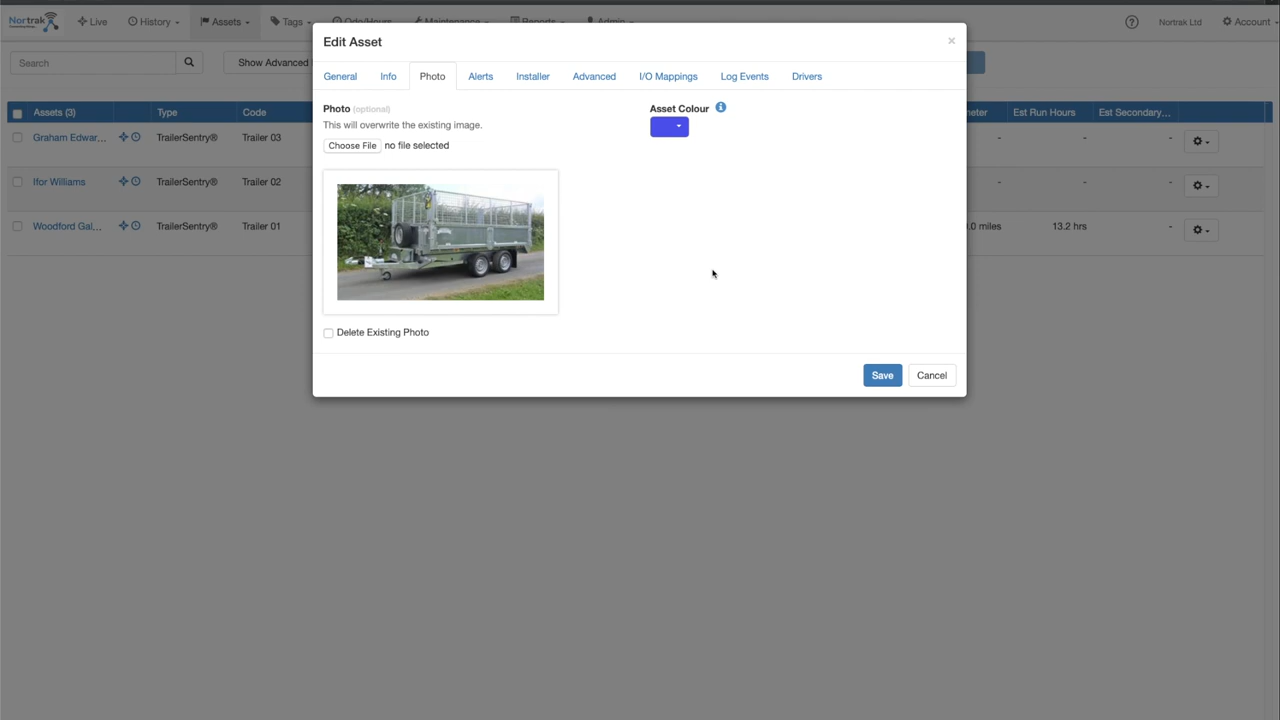 Nortrak
Live
History
Assets
Tags
Odo/Hours
Maintenance
Reports
Admin
Nortrak Ltd
Account
Search
Show Advanced
Edit Asset
×
General
Info
Photo
Alerts
Installer
Advanced
I/O Mappings
Log Events
Drivers
Photo (optional)
This will overwrite the existing image.
Choose File no file selected
Asset Colour
Delete Existing Photo
Save
Cancel
Assets (3)
Type
Code
Est Run Hours
Est Secondary...
Graham Edwar...
TrailerSentry®
Trailer 03
-
-
-
Ifor Williams
TrailerSentry®
Trailer 02
-
-
-
Woodford Gal...
TrailerSentry®
Trailer 01
13.2 hrs
-